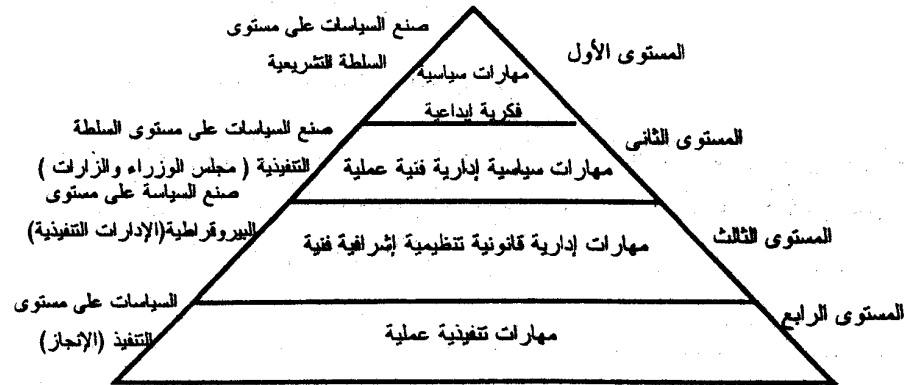 صنع السياسات على مستوى
السلطة التشريعية
المستوى الأول
مهارات سياسية
فكرية إبداعية
صنع السياسات على مستوى السلطة
التنفيذية ( مجلس الوزراء والزارات )
المستوى الثانى
مهارات سياسية إدارية فنية عملية
صنع السياسة على مستوى
البيروقراطية(الإدارات التنفيذية)
المستوى الثالث
مهارات إدارية قانونية تنظيمية إشرافية فنية
السياسات على مستوى
التنفيذ (الإنجاز)
المستوى الرابع
مهارات تنفيذية عملية